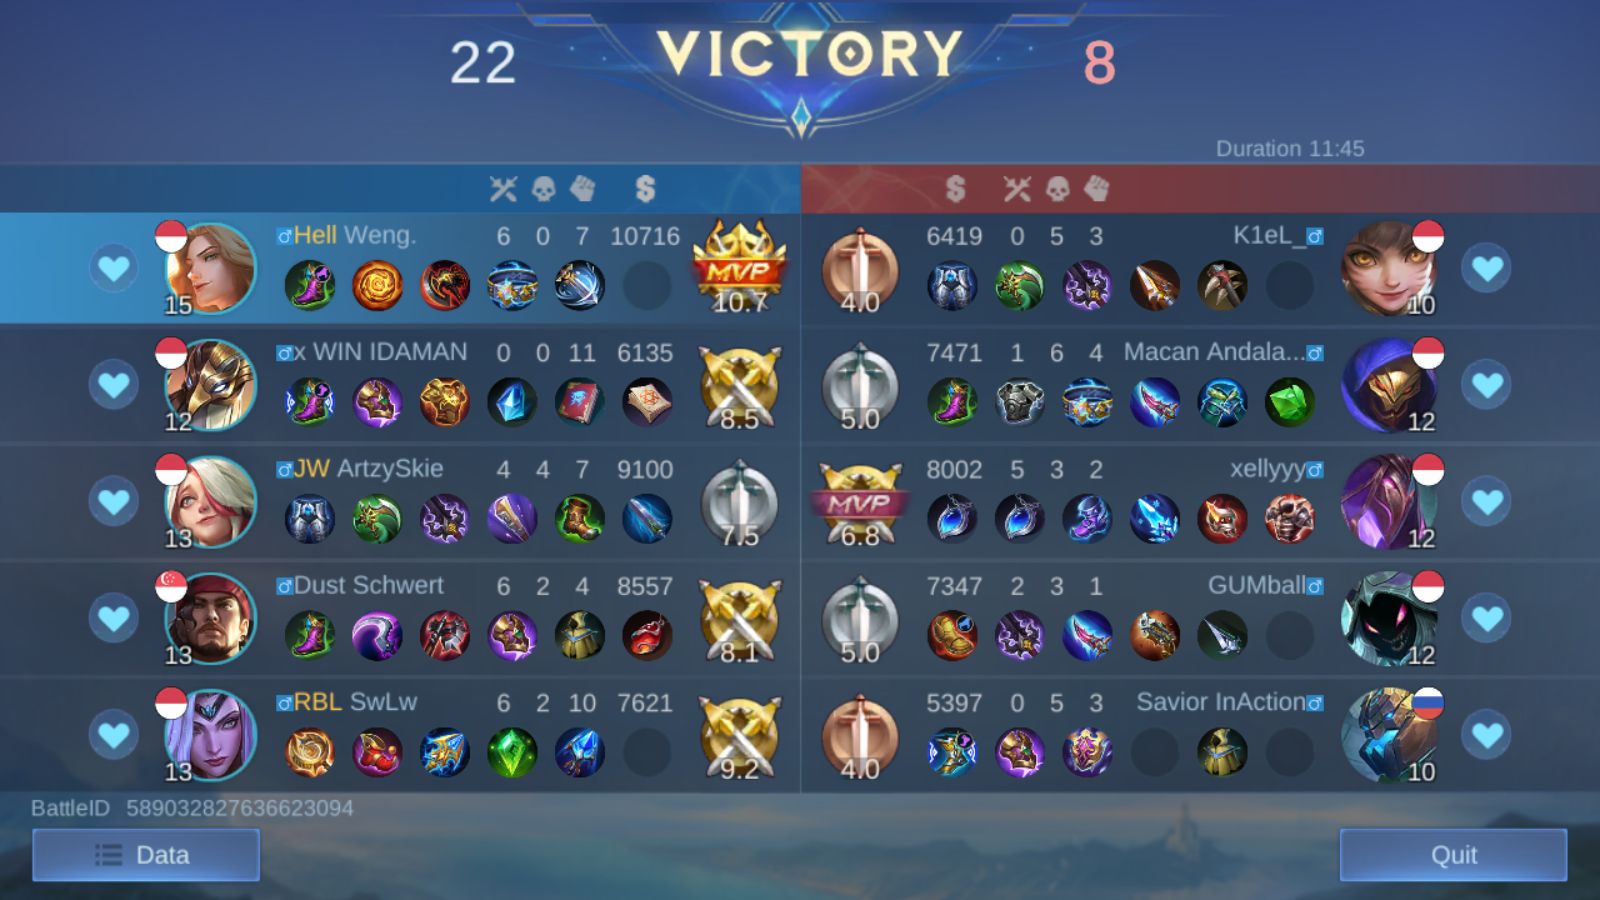 22 VICTORY 8
Duration 11:45
Hell Weng. 6 0 7 10716 MVP 10.7 15
4.0 6419 0 5 3 K1eL_ 10
x WIN IDAMAN 0 0 11 6135 8.5 12
5.0 7471 1 6 4 Macan Andala... 12
JW ArtzySkie 4 4 7 9100 7.5 13
MVP 6.8 8002 5 3 2 xellyyy 12
Dust Schwert 6 2 4 8557 8.1 13
5.0 7347 2 3 1 GUMball 12
RBL SwLw 6 2 10 7621 9.2 13
4.0 5397 0 5 3 Savior InAction 10
BattleID 589032827636623094
Data
Quit